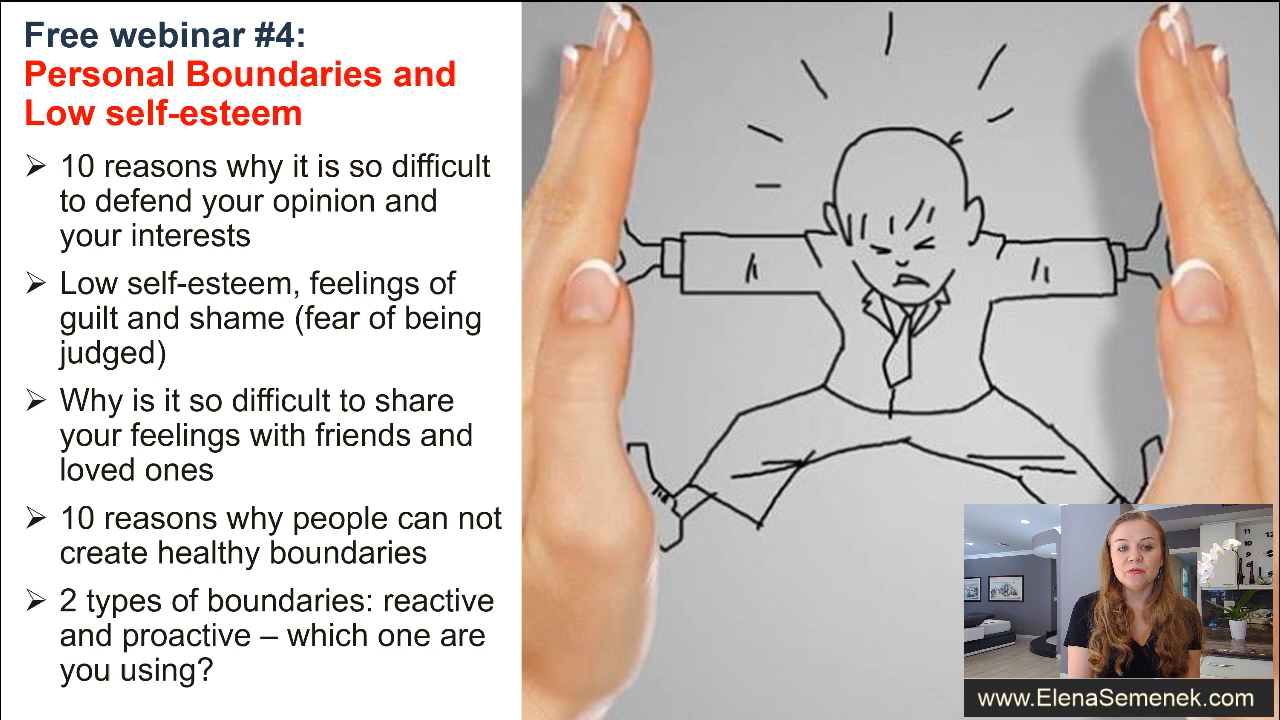 Free webinar #4:
Personal Boundaries and
Low self-esteem
➢ 10 reasons why it is so difficult
to defend your opinion and
your interests
➢ Low self-esteem, feelings of
guilt and shame (fear of being
judged)
➢ Why is it so difficult to share
your feelings with friends and
loved ones
➢ 10 reasons why people can not
create healthy boundaries
➢ 2 types of boundaries: reactive
and proactive – which one are
you using?
www.ElenaSemenek.com